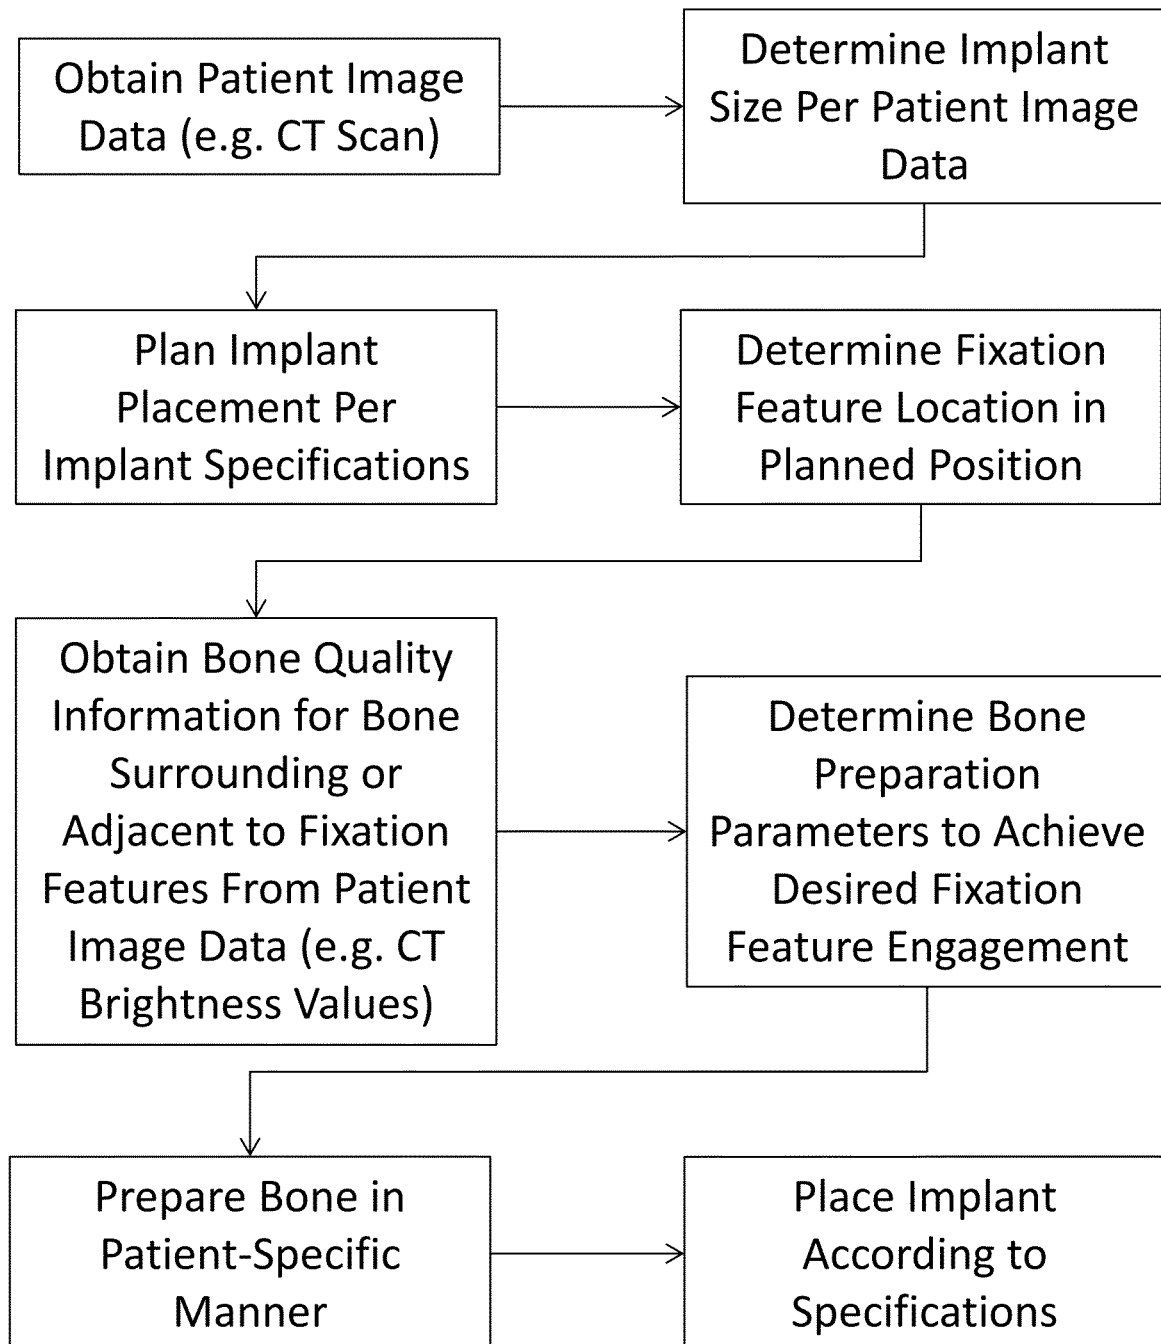 Obtain Patient Image
Data (e.g. CT Scan)
Determine Implant
Size Per Patient Image
Data
Plan Implant
Placement Per
Implant Specifications
Determine Fixation
Feature Location in
Planned Position
Obtain Bone Quality
Information for Bone
Surrounding or
Adjacent to Fixation
Features From Patient
Image Data (e.g. CT
Brightness Values)
Determine Bone
Preparation
Parameters to Achieve
Desired Fixation
Feature Engagement
Prepare Bone in
Patient-Specific
Manner
Place Implant
According to
Specifications